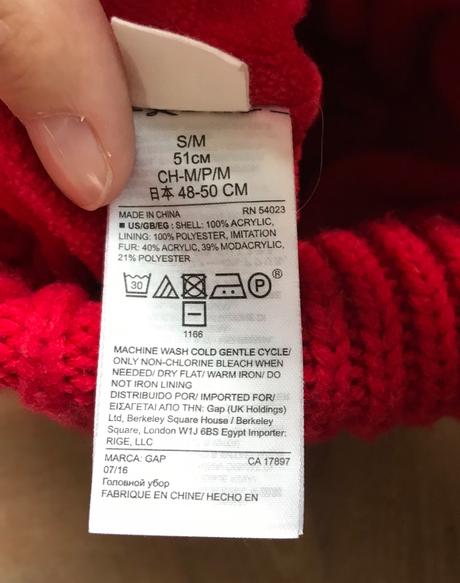 S/M
51см
CH-M/P/M
日本 48-50 CM
MADE IN CHINA RN 54023
■ US/GB/EG : SHELL: 100% ACRYLIC,
LINING: 100% POLYESTER, IMITATION
FUR: 40% ACRYLIC, 39% MODACRYLIC,
21% POLYESTER
30 P ®
1166
MACHINE WASH COLD GENTLE CYCLE/
ONLY NON-CHLORINE BLEACH WHEN
NEEDED/ DRY FLAT/ WARM IRON/ DO
NOT IRON LINING
DISTRIBUIDO POR/ IMPORTED FOR/
ΕΙΣΑΓΕΤΑΙ ΑΠΟ ΤΗΝ: Gap (UK Holdings)
Ltd, Berkeley Square House / Berkeley
Square, London W1J 6BS Egypt Importer:
RIGE, LLC
MARCA: GAP CA 17897
07/16
Головной убор
FABRIQUE EN CHINE/ HECHO EN